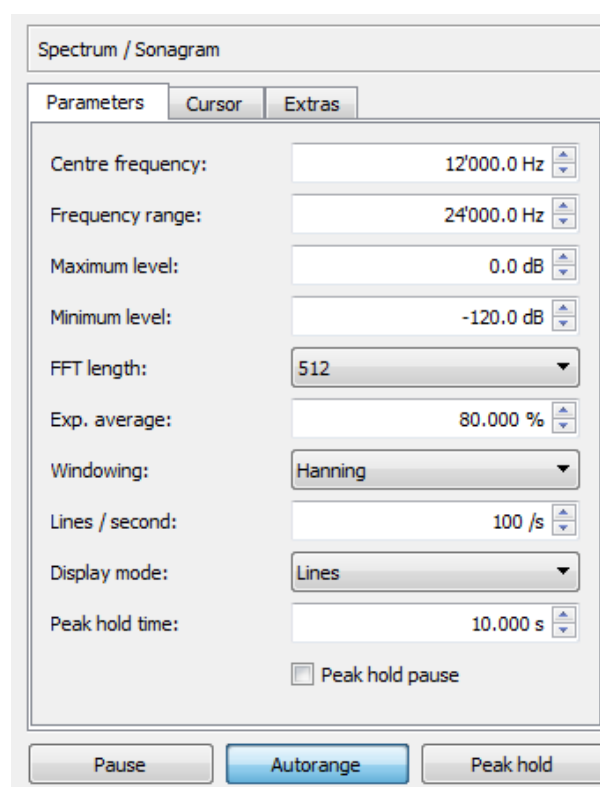 Spectrum / Sonagram
Parameters Cursor Extras
Centre frequency: 12'000.0 Hz
Frequency range: 24'000.0 Hz
Maximum level: 0.0 dB
Minimum level: -120.0 dB
FFT length: 512
Exp. average: 80.000 %
Windowing: Hanning
Lines / second: 100 /s
Display mode: Lines
Peak hold time: 10.000 s
Peak hold pause
Pause Autorange Peak hold